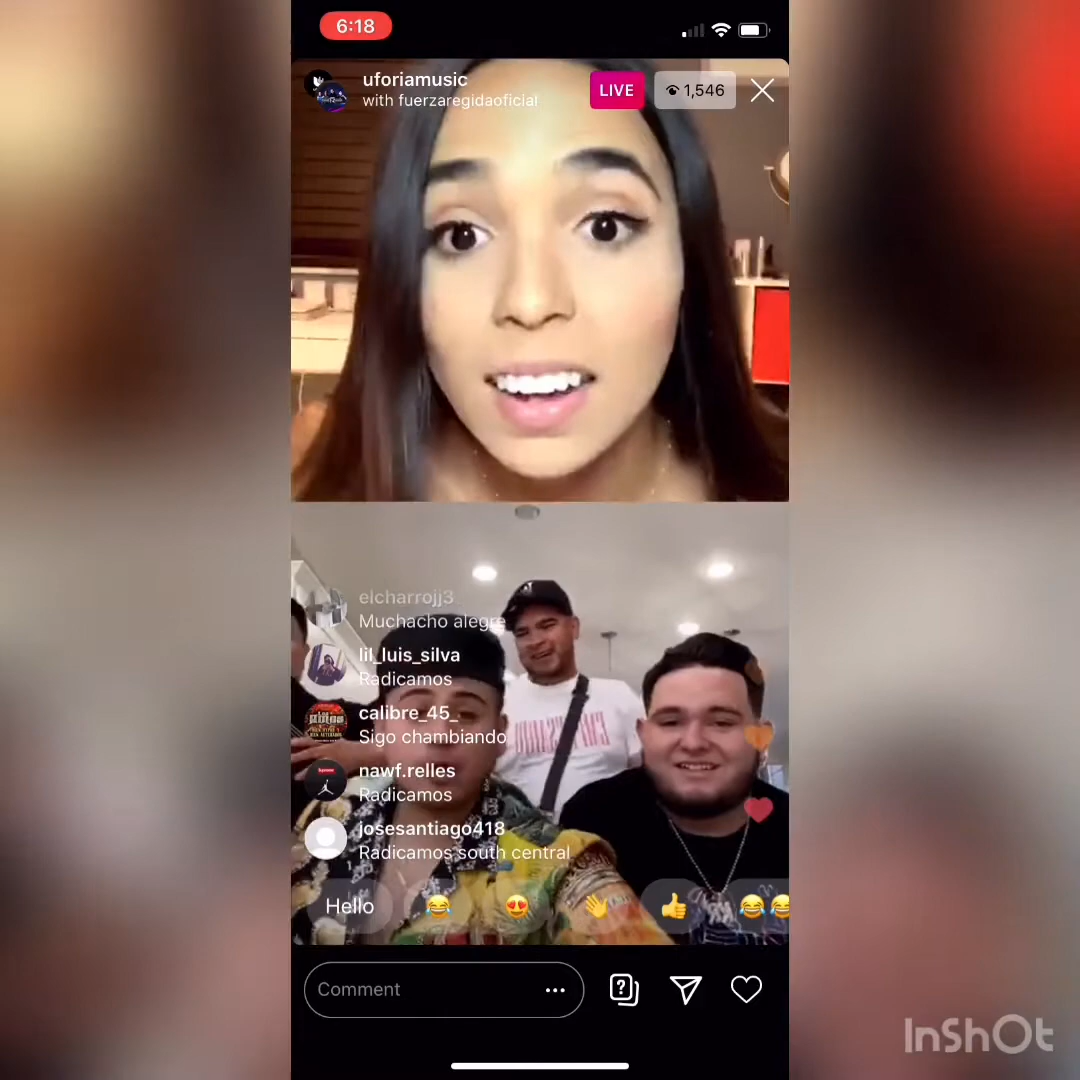 6:18
uforiamusic
with fuerzaregidaoficial
LIVE
1,546
elcharrojj3
Muchacho alegre
lil_luis_silva
Radicamos
calibre_45_
Sigo chambiando
nawf.relles
Radicamos
josesantiago418
Radicamos south central
Hello
Comment
InShOt